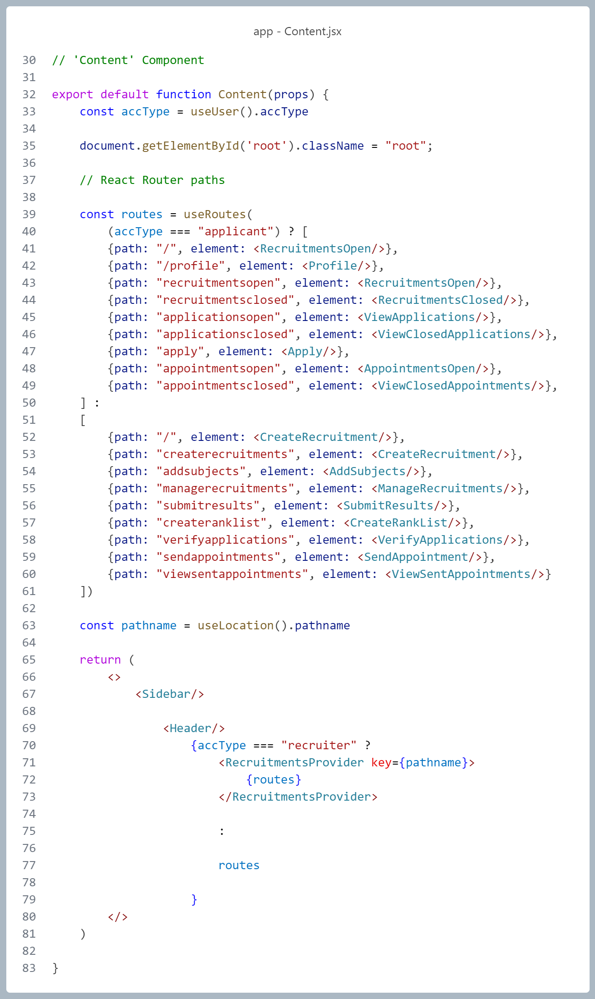 app - Content.jsx
30 // 'Content' Component
31
32 export default function Content(props) {
33     const accType = useUser().accType
34
35     document.getElementById('root').className = "root";
36
37     // React Router paths
38
39     const routes = useRoutes(
40         (accType === "applicant") ? [
41         {path: "/", element: <RecruitmentsOpen/>},
42         {path: "/profile", element: <Profile/>},
43         {path: "recruitmentsopen", element: <RecruitmentsOpen/>},
44         {path: "recruitmentsclosed", element: <RecruitmentsClosed/>},
45         {path: "applicationsopen", element: <ViewApplications/>},
46         {path: "applicationsclosed", element: <ViewClosedApplications/>},
47         {path: "apply", element: <Apply/>},
48         {path: "appointmentsopen", element: <AppointmentsOpen/>},
49         {path: "appointmentsclosed", element: <ViewClosedAppointments/>},
50     ] :
51     [
52         {path: "/", element: <CreateRecruitment/>},
53         {path: "createrecruitments", element: <CreateRecruitment/>},
54         {path: "addsubjects", element: <AddSubjects/>},
55         {path: "managerecruitments", element: <ManageRecruitments/>},
56         {path: "submitresults", element: <SubmitResults/>},
57         {path: "createranklist", element: <CreateRankList/>},
58         {path: "verifyapplications", element: <VerifyApplications/>},
59         {path: "sendappointments", element: <SendAppointment/>},
60         {path: "viewsentappointments", element: <ViewSentAppointments/>}
61     ])
62
63     const pathname = useLocation().pathname
64
65     return (
66         <>
67             <Sidebar/>
68
69                 <Header/>
70                     {accType === "recruiter" ?
71                         <RecruitmentsProvider key={pathname}>
72                             {routes}
73                         </RecruitmentsProvider>
74
75                         :
76
77                         routes
78
79                     }
80         </>
81     )
82
83 }